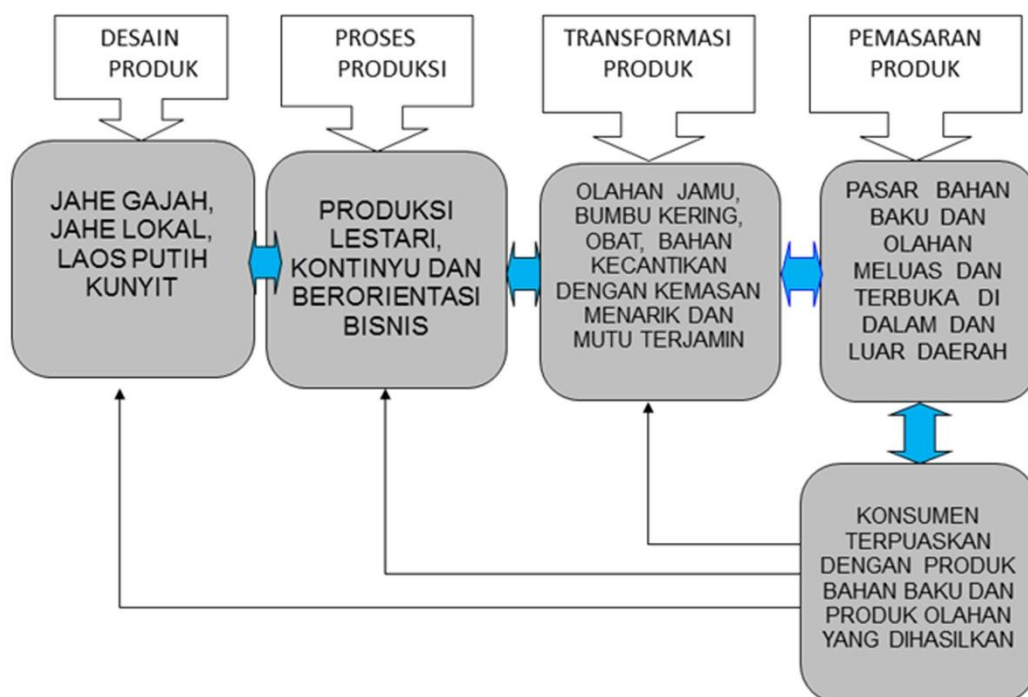 DESAIN
PRODUK
PROSES
PRODUKSI
TRANSFORMASI
PRODUK
PEMASARAN
PRODUK
JAHE GAJAH,
JAHE LOKAL,
LAOS PUTIH
KUNYIT
PRODUKSI
LESTARI,
KONTINYU DAN
BERORIENTASI
BISNIS
OLAHAN JAMU,
BUMBU KERING,
OBAT, BAHAN
KECANTIKAN
DENGAN KEMASAN
MENARIK DAN
MUTU TERJAMIN
PASAR BAHAN
BAKU DAN
OLAHAN
MELUAS DAN
TERBUKA DI
DALAM DAN
LUAR DAERAH
KONSUMEN
TERPUASKAN
DENGAN PRODUK
BAHAN BAKU DAN
PRODUK OLAHAN
YANG DIHASILKAN